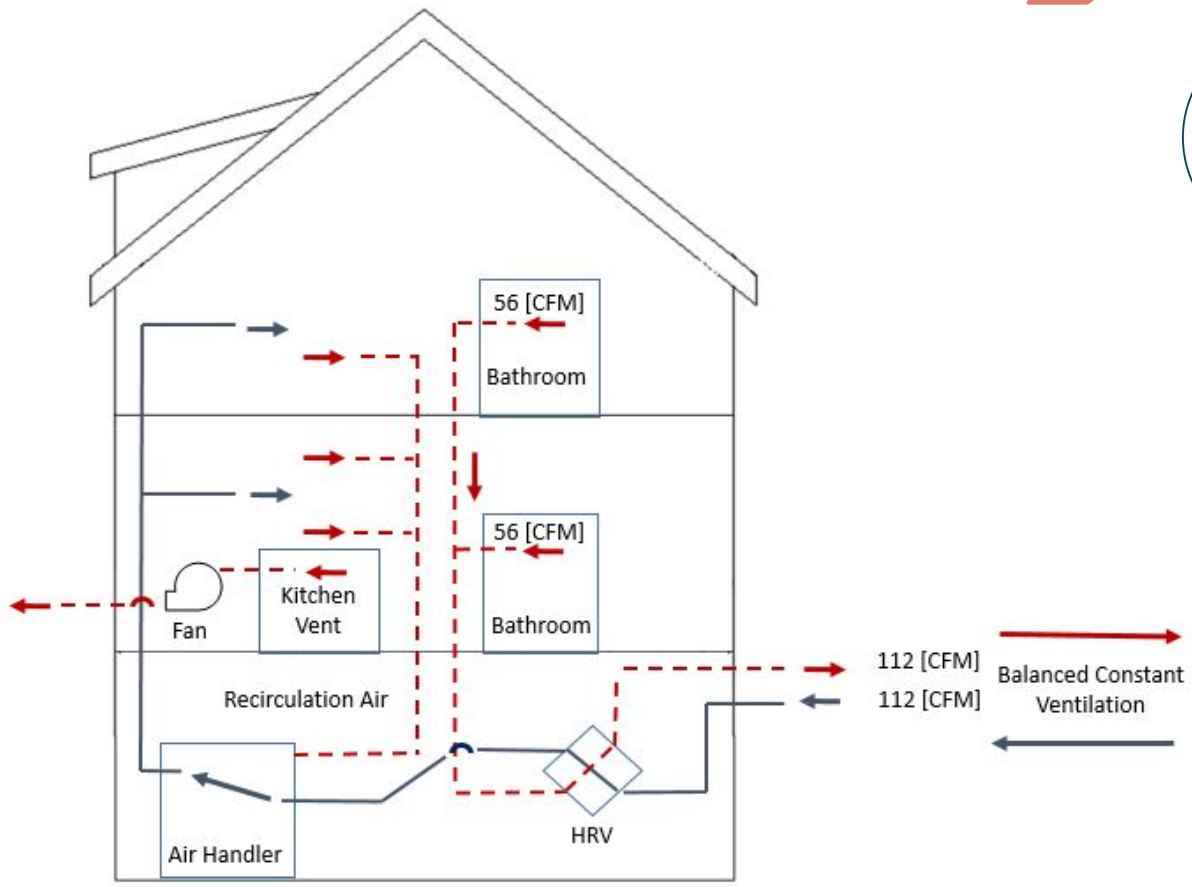 56 [CFM]
Bathroom
56 [CFM]
Bathroom
Kitchen
Vent
Fan
Recirculation Air
112 [CFM]
112 [CFM]
Balanced Constant
Ventilation
HRV
Air Handler